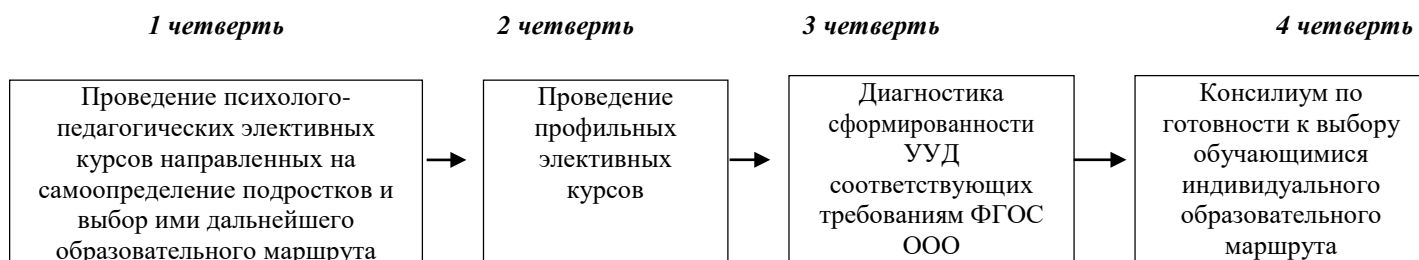 1 четверть
2 четверть
3 четверть
4 четверть
Проведение психолого-
педагогических элективных
курсов направленных на
самоопределение подростков и
выбор ими дальнейшего
образовательного маршрута
Проведение
профильных
элективных
курсов
Диагностика
сформированности
УУД
соответствующих
требованиям ФГОС
ООО
Консилиум по
готовности к выбору
обучающимися
индивидуального
образовательного
маршрута